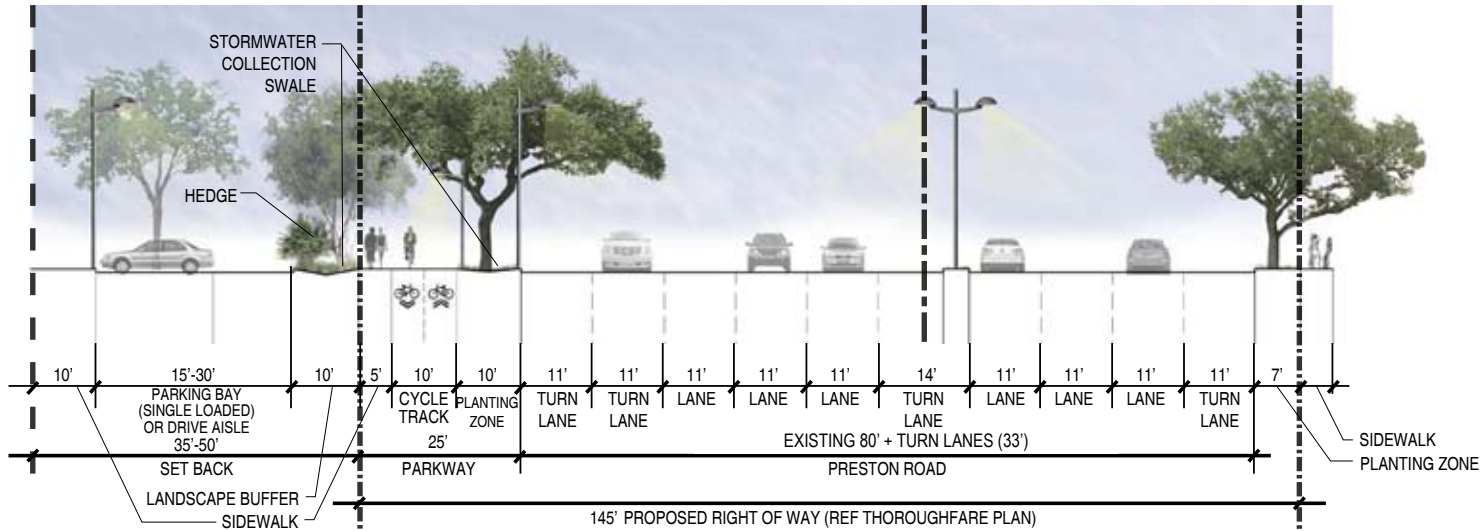 STORMWATER
COLLECTION
SWALE
HEDGE
10'
15'-30'
10'
5'
10'
10'
11'
11'
11'
11'
11'
14'
11'
11'
11'
11'
7'
PARKING BAY
(SINGLE LOADED)
OR DRIVE AISLE
CYCLE
TRACK
PLANTING
ZONE
TURN
LANE
TURN
LANE
LANE
LANE
LANE
TURN
LANE
LANE
LANE
LANE
TURN
LANE
35'-50'
25'
EXISTING 80' + TURN LANES (33')
SIDEWALK
SET BACK
PARKWAY
PRESTON ROAD
PLANTING ZONE
LANDSCAPE BUFFER
SIDEWALK
145' PROPOSED RIGHT OF WAY (REF THOROUGHFARE PLAN)